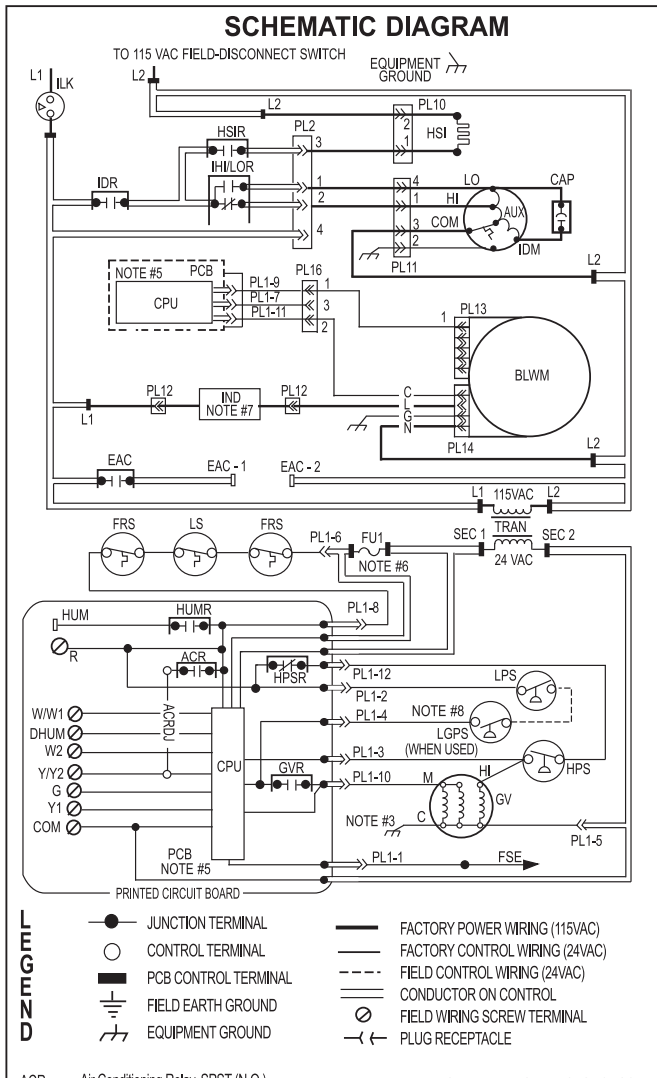 SCHEMATIC DIAGRAM
TO 115 VAC FIELD-DISCONNECT SWITCH
EQUIPMENT
GROUND
L1
ILK
L2
L2
PL10
2
1
HSI
HSIR
PL2
3
IHI/LOR
IDR
1
2
4
4
1
3
2
LO
HI
COM
AUX
CAP
IDM
PL11
L2
NOTE #5
PCB
CPU
PL1-9
PL1-7
PL1-11
PL16
1
3
2
PL13
1
BLWM
C
L
G
N
PL14
L2
L1
PL12
IND
NOTE #7
PL12
EAC
EAC - 1
EAC - 2
L1
115VAC
L2
TRAN
SEC 1
24 VAC
SEC 2
FRS
LS
FRS
PL1-6
FU1
NOTE #6
PL1-8
HUM
HUMR
R
ACR
HPSR
PL1-12
PL1-2
LPS
PL1-4
NOTE #8
LGPS
(WHEN USED)
PL1-3
HPS
W/W1
DHUM
W2
Y/Y2
G
Y1
COM
ACRDJ
CPU
GVR
PL1-10
M
HI
GV
C
NOTE #3
PL1-5
PCB
NOTE #5
PL1-1
FSE
PRINTED CIRCUIT BOARD
LEGEND
JUNCTION TERMINAL
CONTROL TERMINAL
PCB CONTROL TERMINAL
FIELD EARTH GROUND
EQUIPMENT GROUND
FACTORY POWER WIRING (115VAC)
FACTORY CONTROL WIRING (24VAC)
FIELD CONTROL WIRING (24VAC)
CONDUCTOR ON CONTROL
FIELD WIRING SCREW TERMINAL
PLUG RECEPTACLE
ACR Air Conditioning Relay, SPST (N.O.)